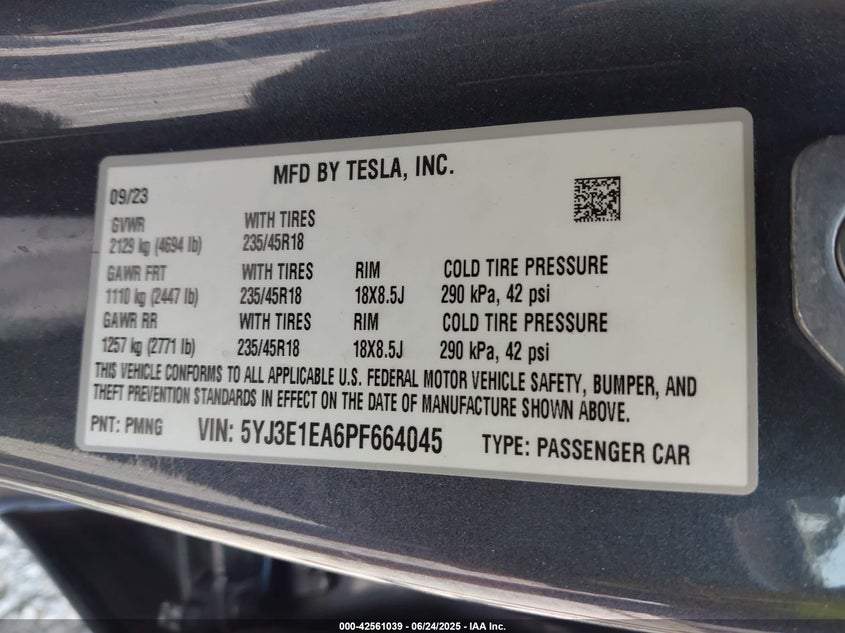 MFD BY TESLA, INC.
09/23
GVWR WITH TIRES
2129 kg (4694 lb) 235/45R18
GAWR FRT WITH TIRES RIM COLD TIRE PRESSURE
1110 kg (2447 lb) 235/45R18 18X8.5J 290 kPa, 42 psi
GAWR RR WITH TIRES RIM COLD TIRE PRESSURE
1257 kg (2771 lb) 235/45R18 18X8.5J 290 kPa, 42 psi
THIS VEHICLE CONFORMS TO ALL APPLICABLE U.S. FEDERAL MOTOR VEHICLE SAFETY, BUMPER, AND
THEFT PREVENTION STANDARDS IN EFFECT ON THE DATE OF MANUFACTURE SHOWN ABOVE.
PNT: PMNG VIN: 5YJ3E1EA6PF664045 TYPE: PASSENGER CAR
000-42561039 - 06/24/2025 - IAA Inc.